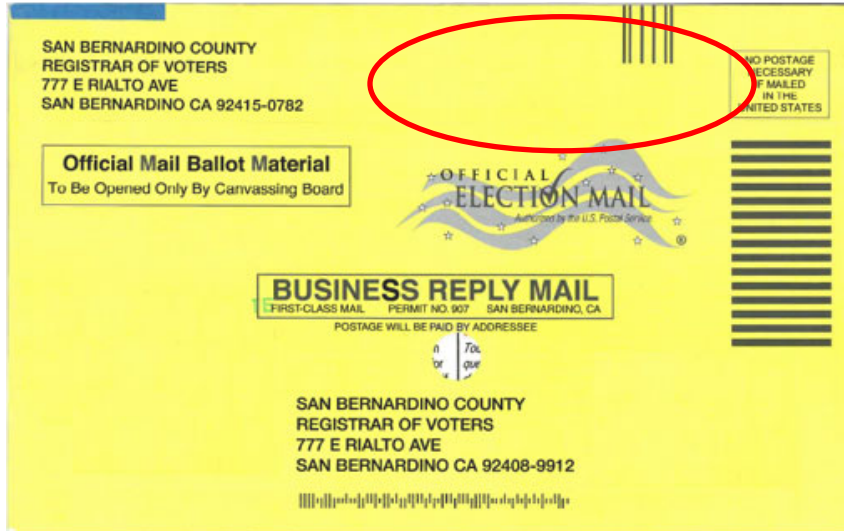 SAN BERNARDINO COUNTY
REGISTRAR OF VOTERS
777 E RIALTO AVE
SAN BERNARDINO CA 92415-0782
NO POSTAGE
NECESSARY
IF MAILED
IN THE
UNITED STATES
Official Mail Ballot Material
To Be Opened Only By Canvassing Board
OFFICIAL
ELECTION MAIL
Authorized by the U.S. Postal Service
®
BUSINESS REPLY MAIL
FIRST-CLASS MAIL PERMIT NO. 907 SAN BERNARDINO, CA
POSTAGE WILL BE PAID BY ADDRESSEE
SAN BERNARDINO COUNTY
REGISTRAR OF VOTERS
777 E RIALTO AVE
SAN BERNARDINO CA 92408-9912